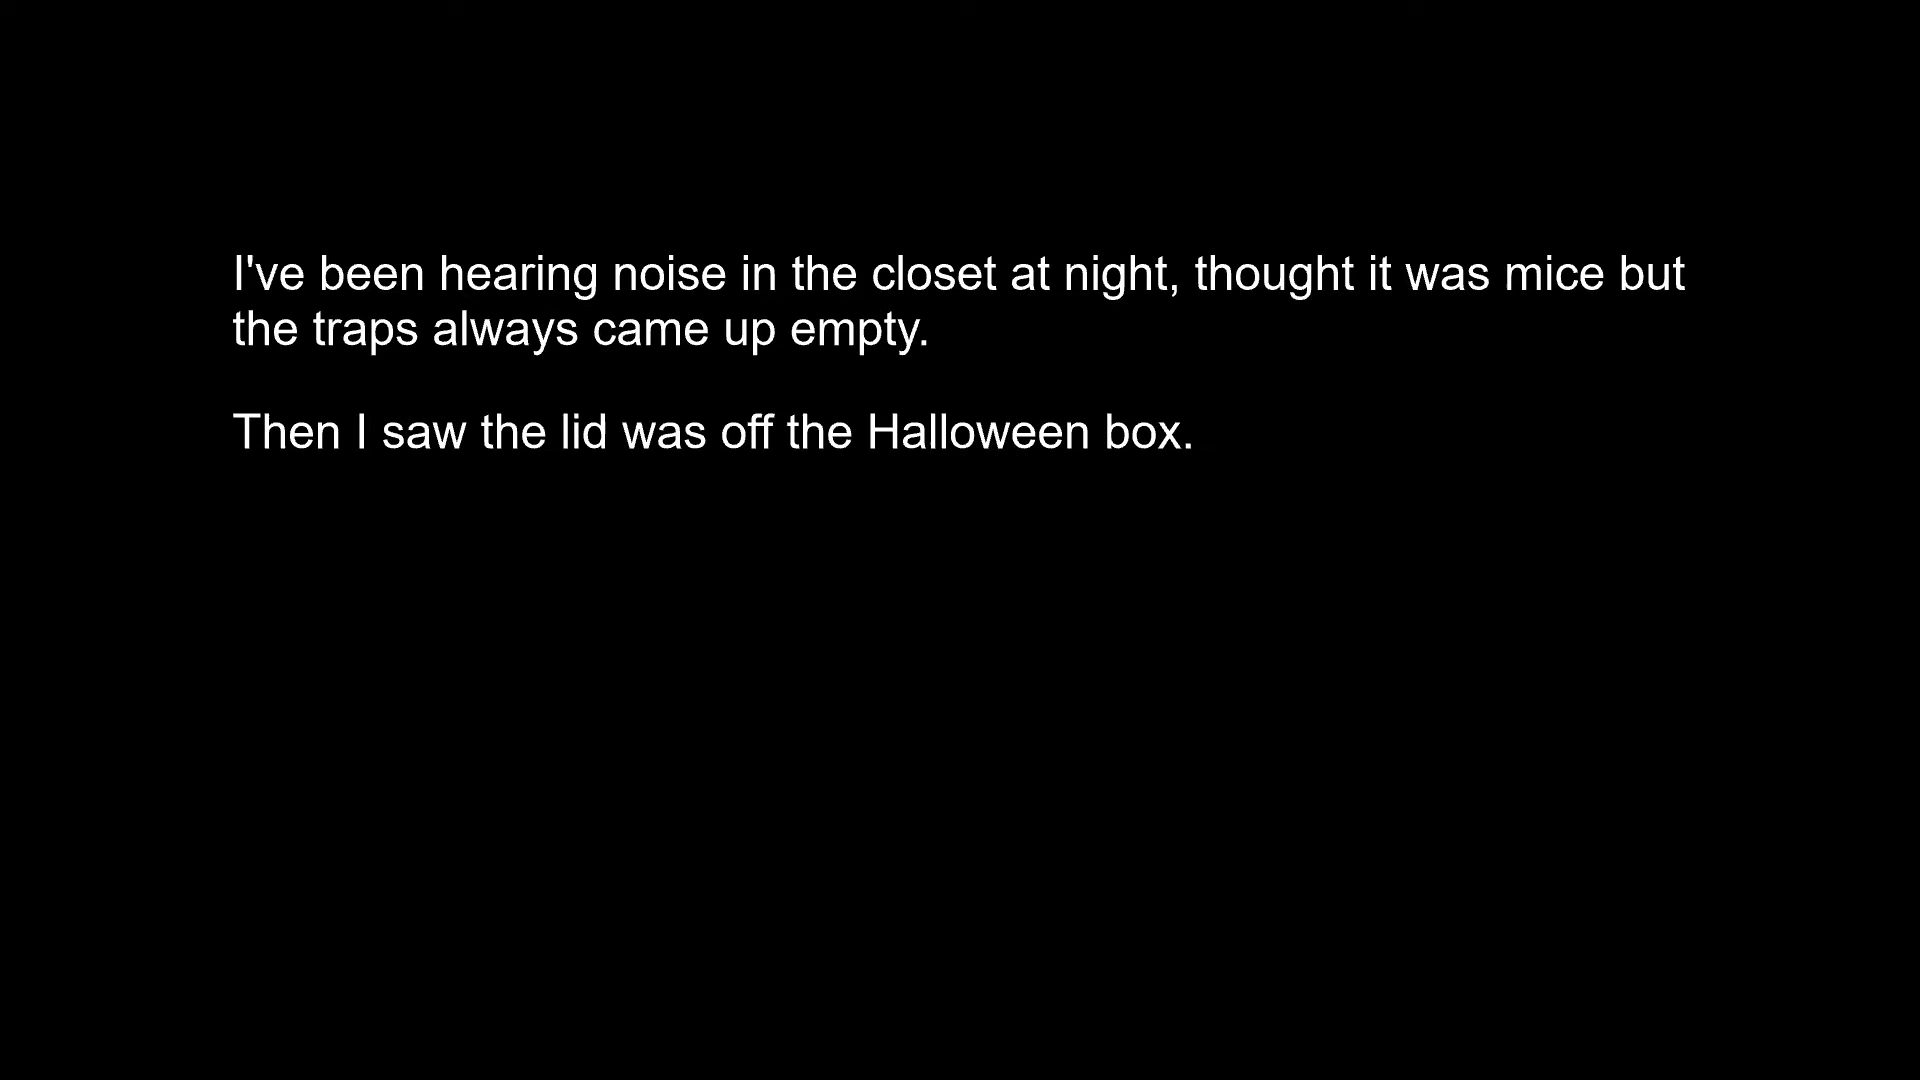 I've been hearing noise in the closet at night, thought it was mice but
the traps always came up empty.
Then I saw the lid was off the Halloween box.